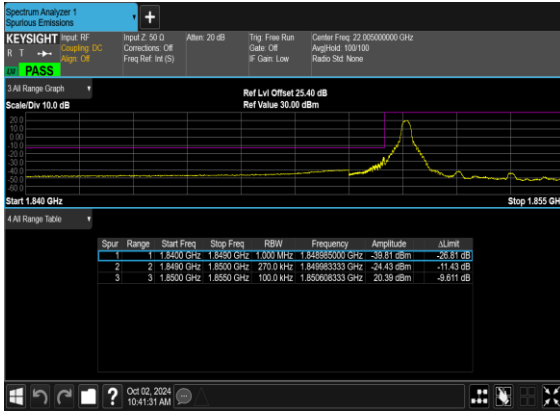 Spectrum Analyzer 1
Spurious Emissions
+
KEYSIGHT Input: RF Input Z: 50 Ω Atten: 20 dB Trig: Free Run Center Freq: 22.005000000 GHz
R T Coupling: DC Corrections: Off Gate: Off Avg|Hold: 100/100
Align: Off Freq Ref: Int (S) IF Gain: Low Radio Std: None
PASS
3 All Range Graph Ref Lvl Offset 25.40 dB
Scale/Div 10.0 dB Ref Value 30.00 dBm
20.0
10.0
0.00
-10.0
-20.0
-30.0
-40.0
-50.0
-60.0
Start 1.840 GHz Stop 1.855 GH
4 All Range Table
Spur Range Start Freq Stop Freq RBW Frequency Amplitude ΔLimit
1 1 1.8400 GHz 1.8490 GHz 1.000 MHz 1.848985000 GHz -39.81 dBm -26.81 dB
2 2 1.8490 GHz 1.8500 GHz 270.0 kHz 1.849983333 GHz -24.43 dBm -11.43 dB
3 3 1.8500 GHz 1.8550 GHz 100.0 kHz 1.850608333 GHz 20.39 dBm -9.611 dB
? Oct 02, 2024
10:41:31 AM